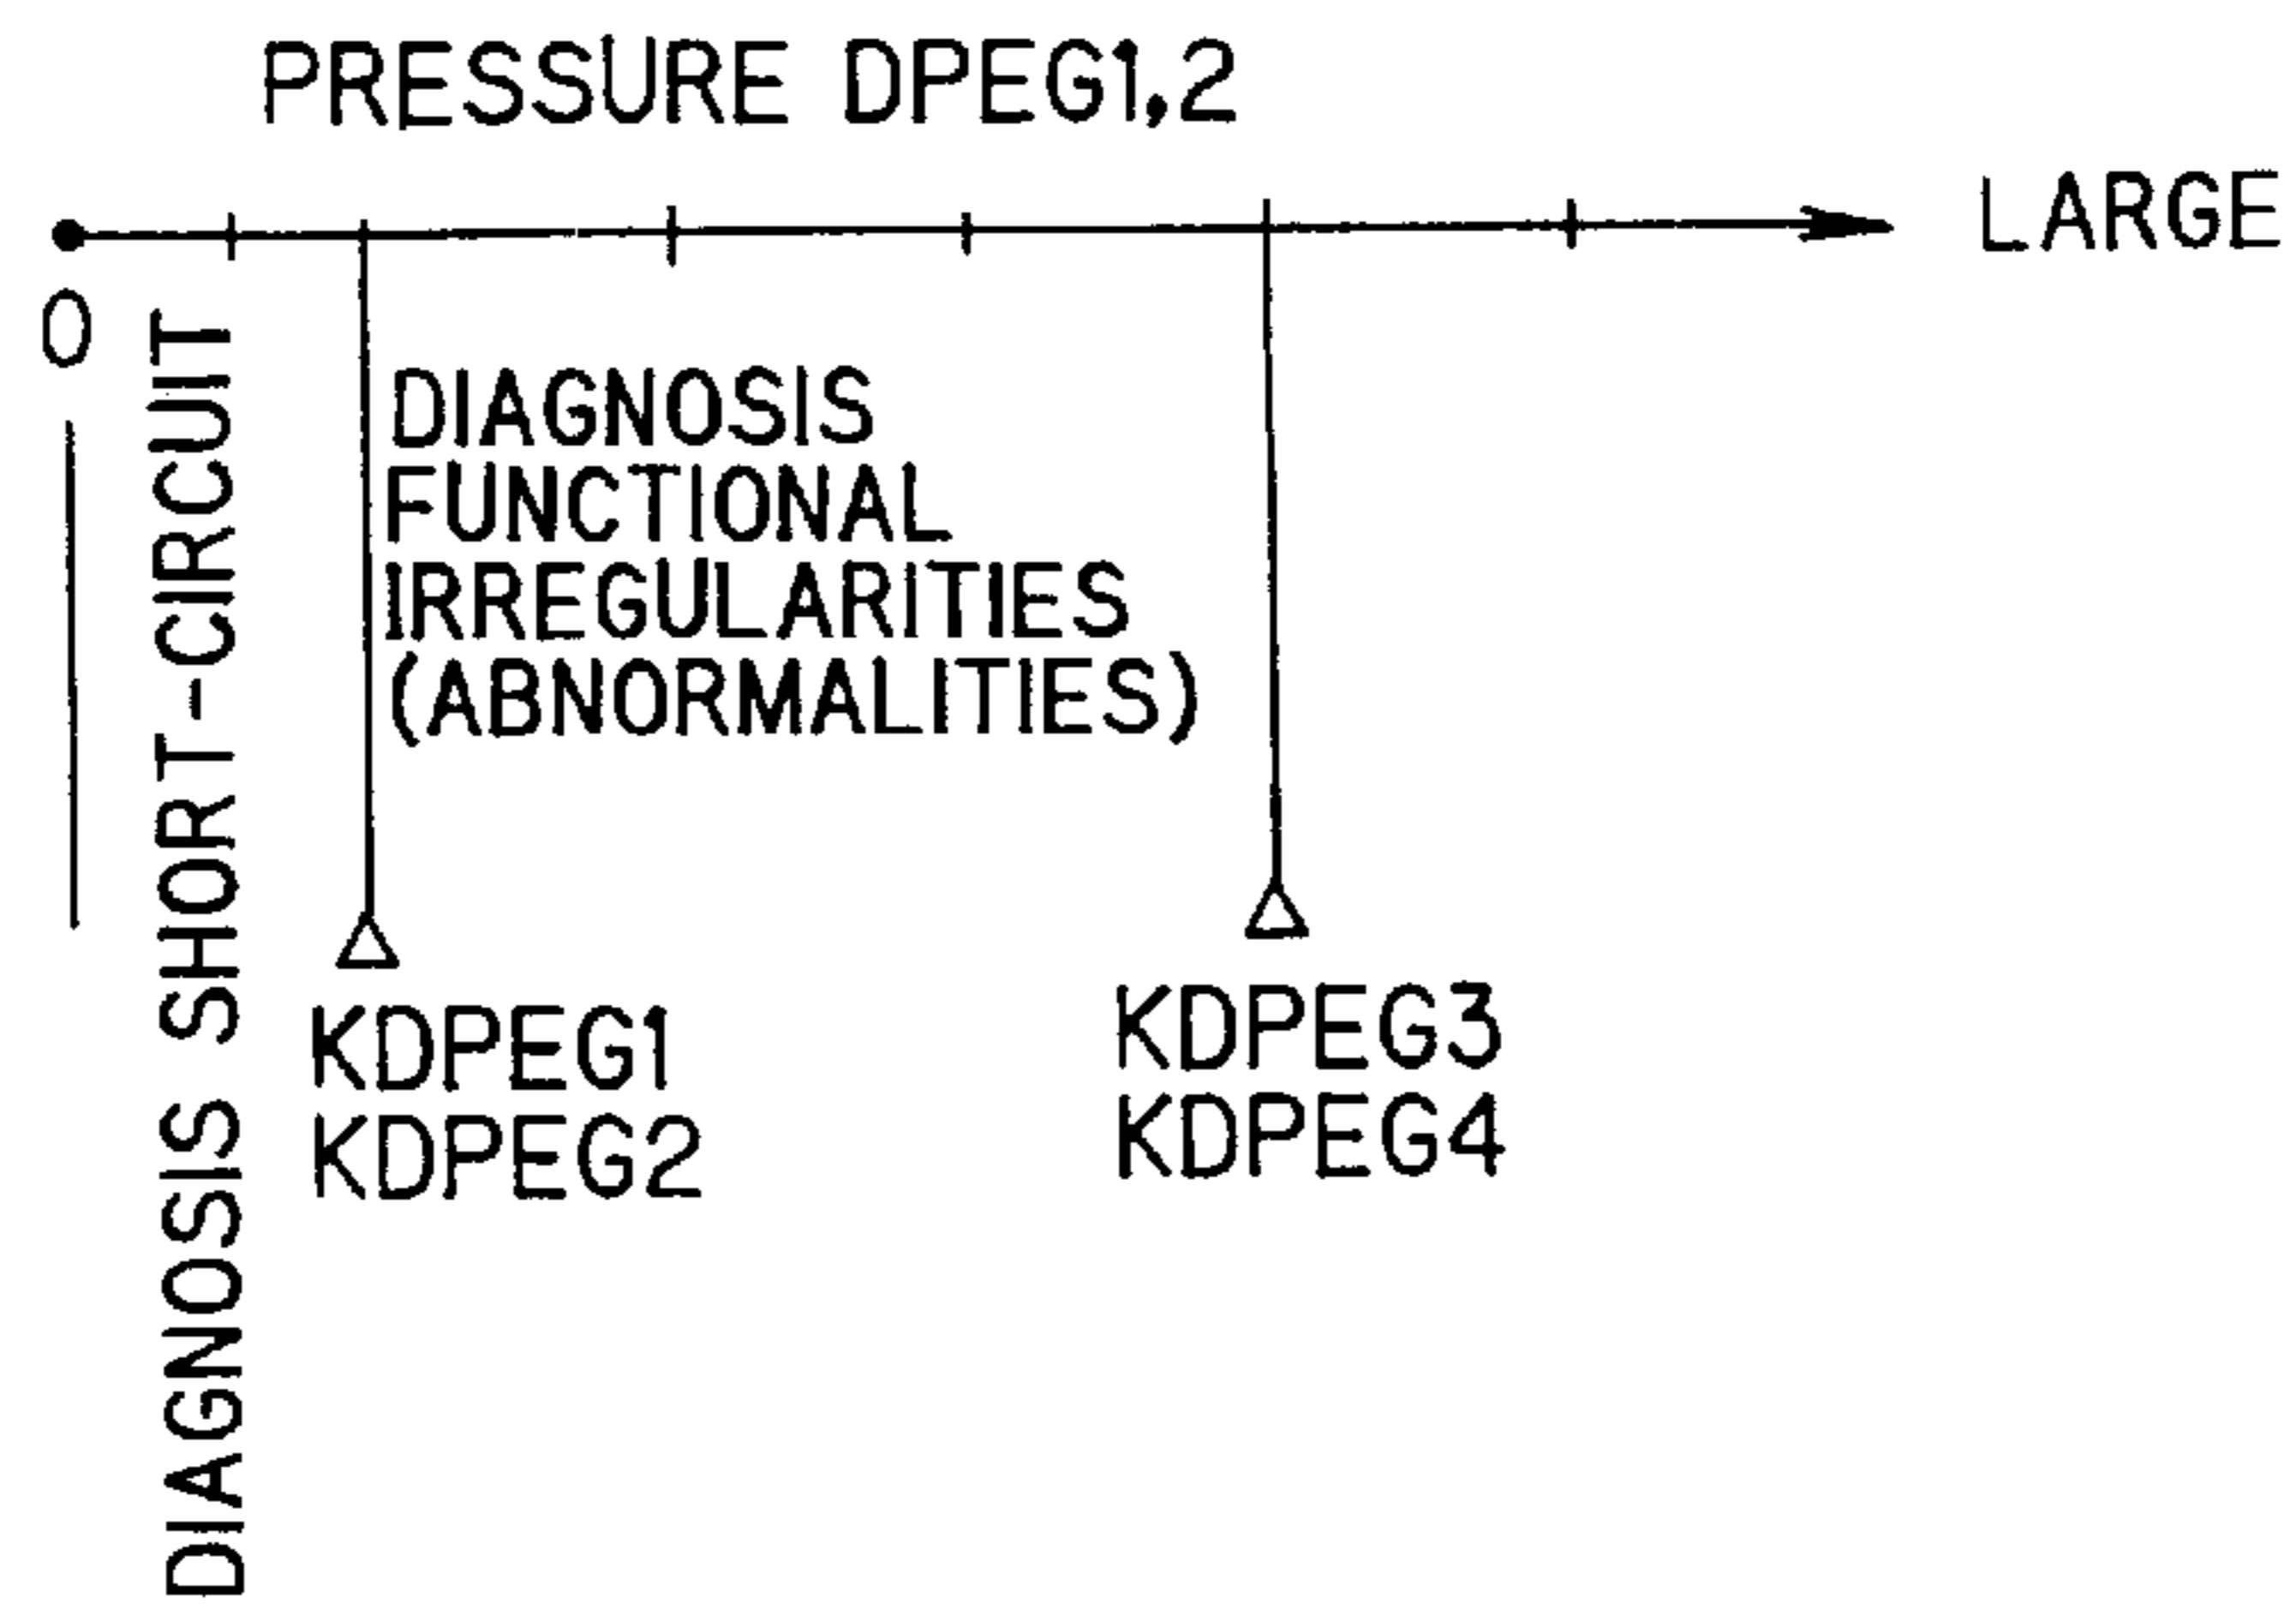 PRESSURE DPEG1,2
LARGE
0
DIAGNOSIS SHORT-CIRCUIT
DIAGNOSIS
FUNCTIONAL
IRREGULARITIES
(ABNORMALITIES)
KDPEG1
KDPEG2
KDPEG3
KDPEG4